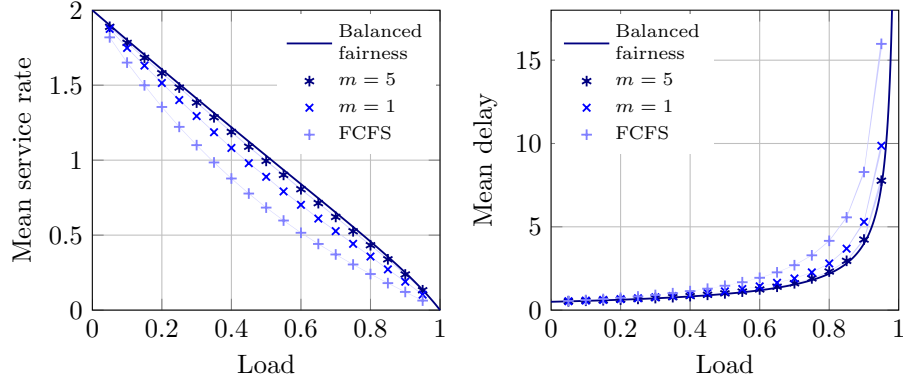 0
0.5
1
1.5
2
0
0.2
0.4
0.6
0.8
1
Load
Mean service rate
Balanced
fairness
m = 5
m = 1
FCFS
0
5
10
15
0
0.2
0.4
0.6
0.8
1
Load
Mean delay
Balanced
fairness
m = 5
m = 1
FCFS